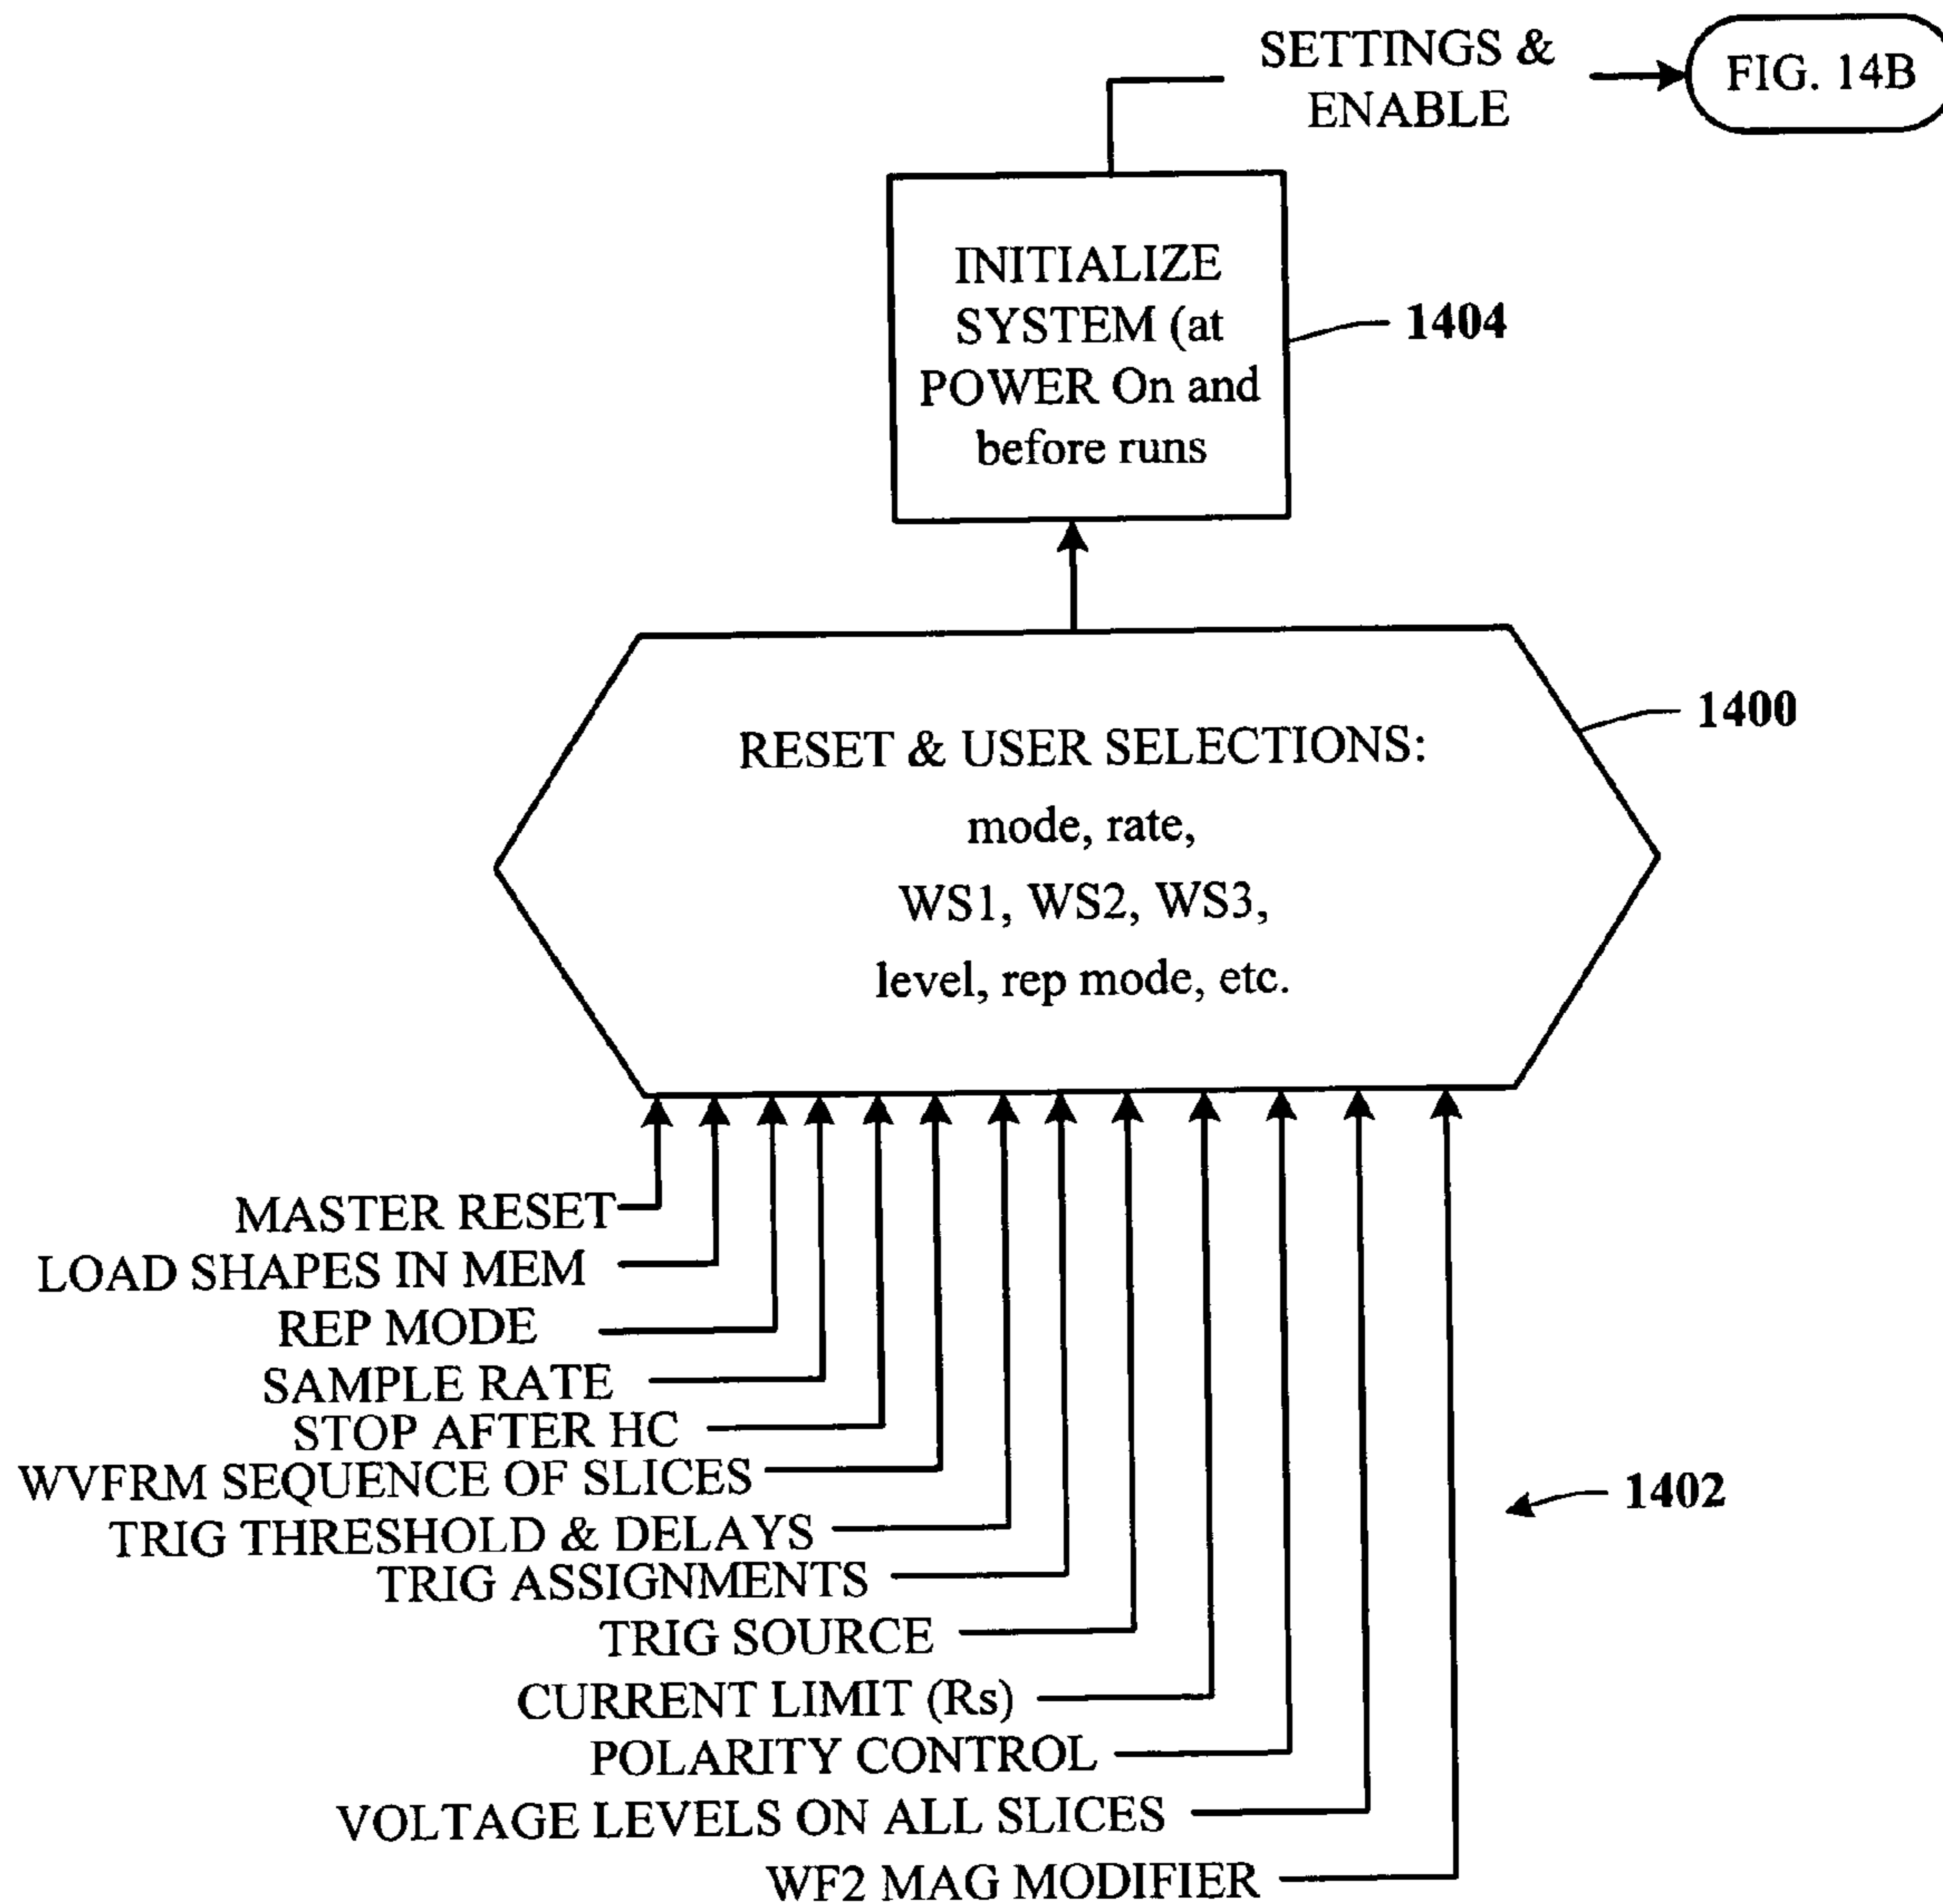 SETTINGS &
ENABLE
FIG. 14B
INITIALIZE
SYSTEM (at
POWER On and
before runs
1404
1400
RESET & USER SELECTIONS:
mode, rate,
WS1, WS2, WS3,
level, rep mode, etc.
MASTER RESET
LOAD SHAPES IN MEM
REP MODE
SAMPLE RATE
STOP AFTER HC
WVFRM SEQUENCE OF SLICES
1402
TRIG THRESHOLD & DELAYS
TRIG ASSIGNMENTS
TRIG SOURCE
CURRENT LIMIT (Rs)
POLARITY CONTROL
VOLTAGE LEVELS ON ALL SLICES
WF2 MAG MODIFIER